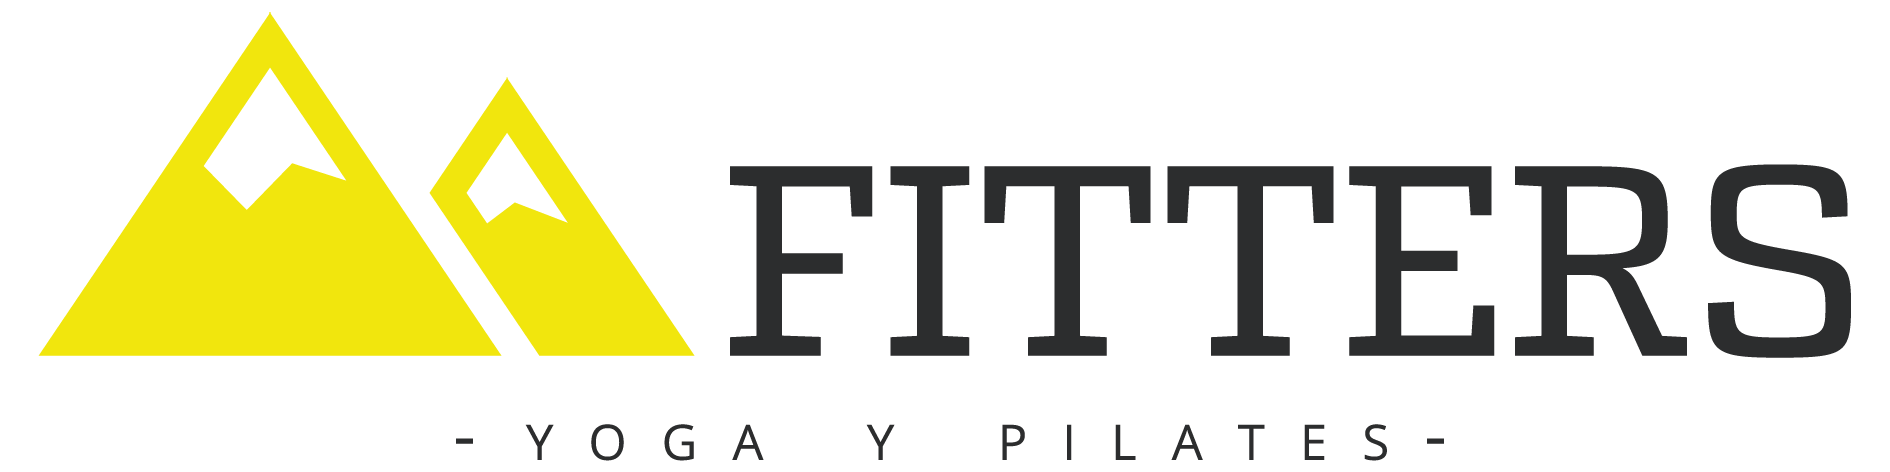 FITTERS
- YOGA Y PILATES -